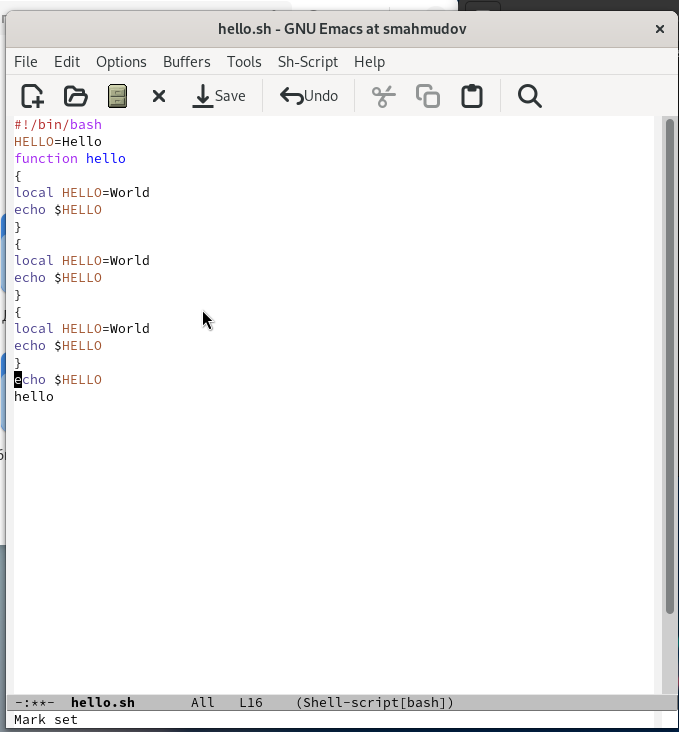 hello.sh - GNU Emacs at smahmudov
File Edit Options Buffers Tools Sh-Script Help
Save Undo
#!/bin/bash
HELLO=Hello
function hello
{
local HELLO=World
echo $HELLO
}
{
local HELLO=World
echo $HELLO
}
{
local HELLO=World
echo $HELLO
}
echo $HELLO
hello
-:**- hello.sh All L16 (Shell-script[bash])
Mark set